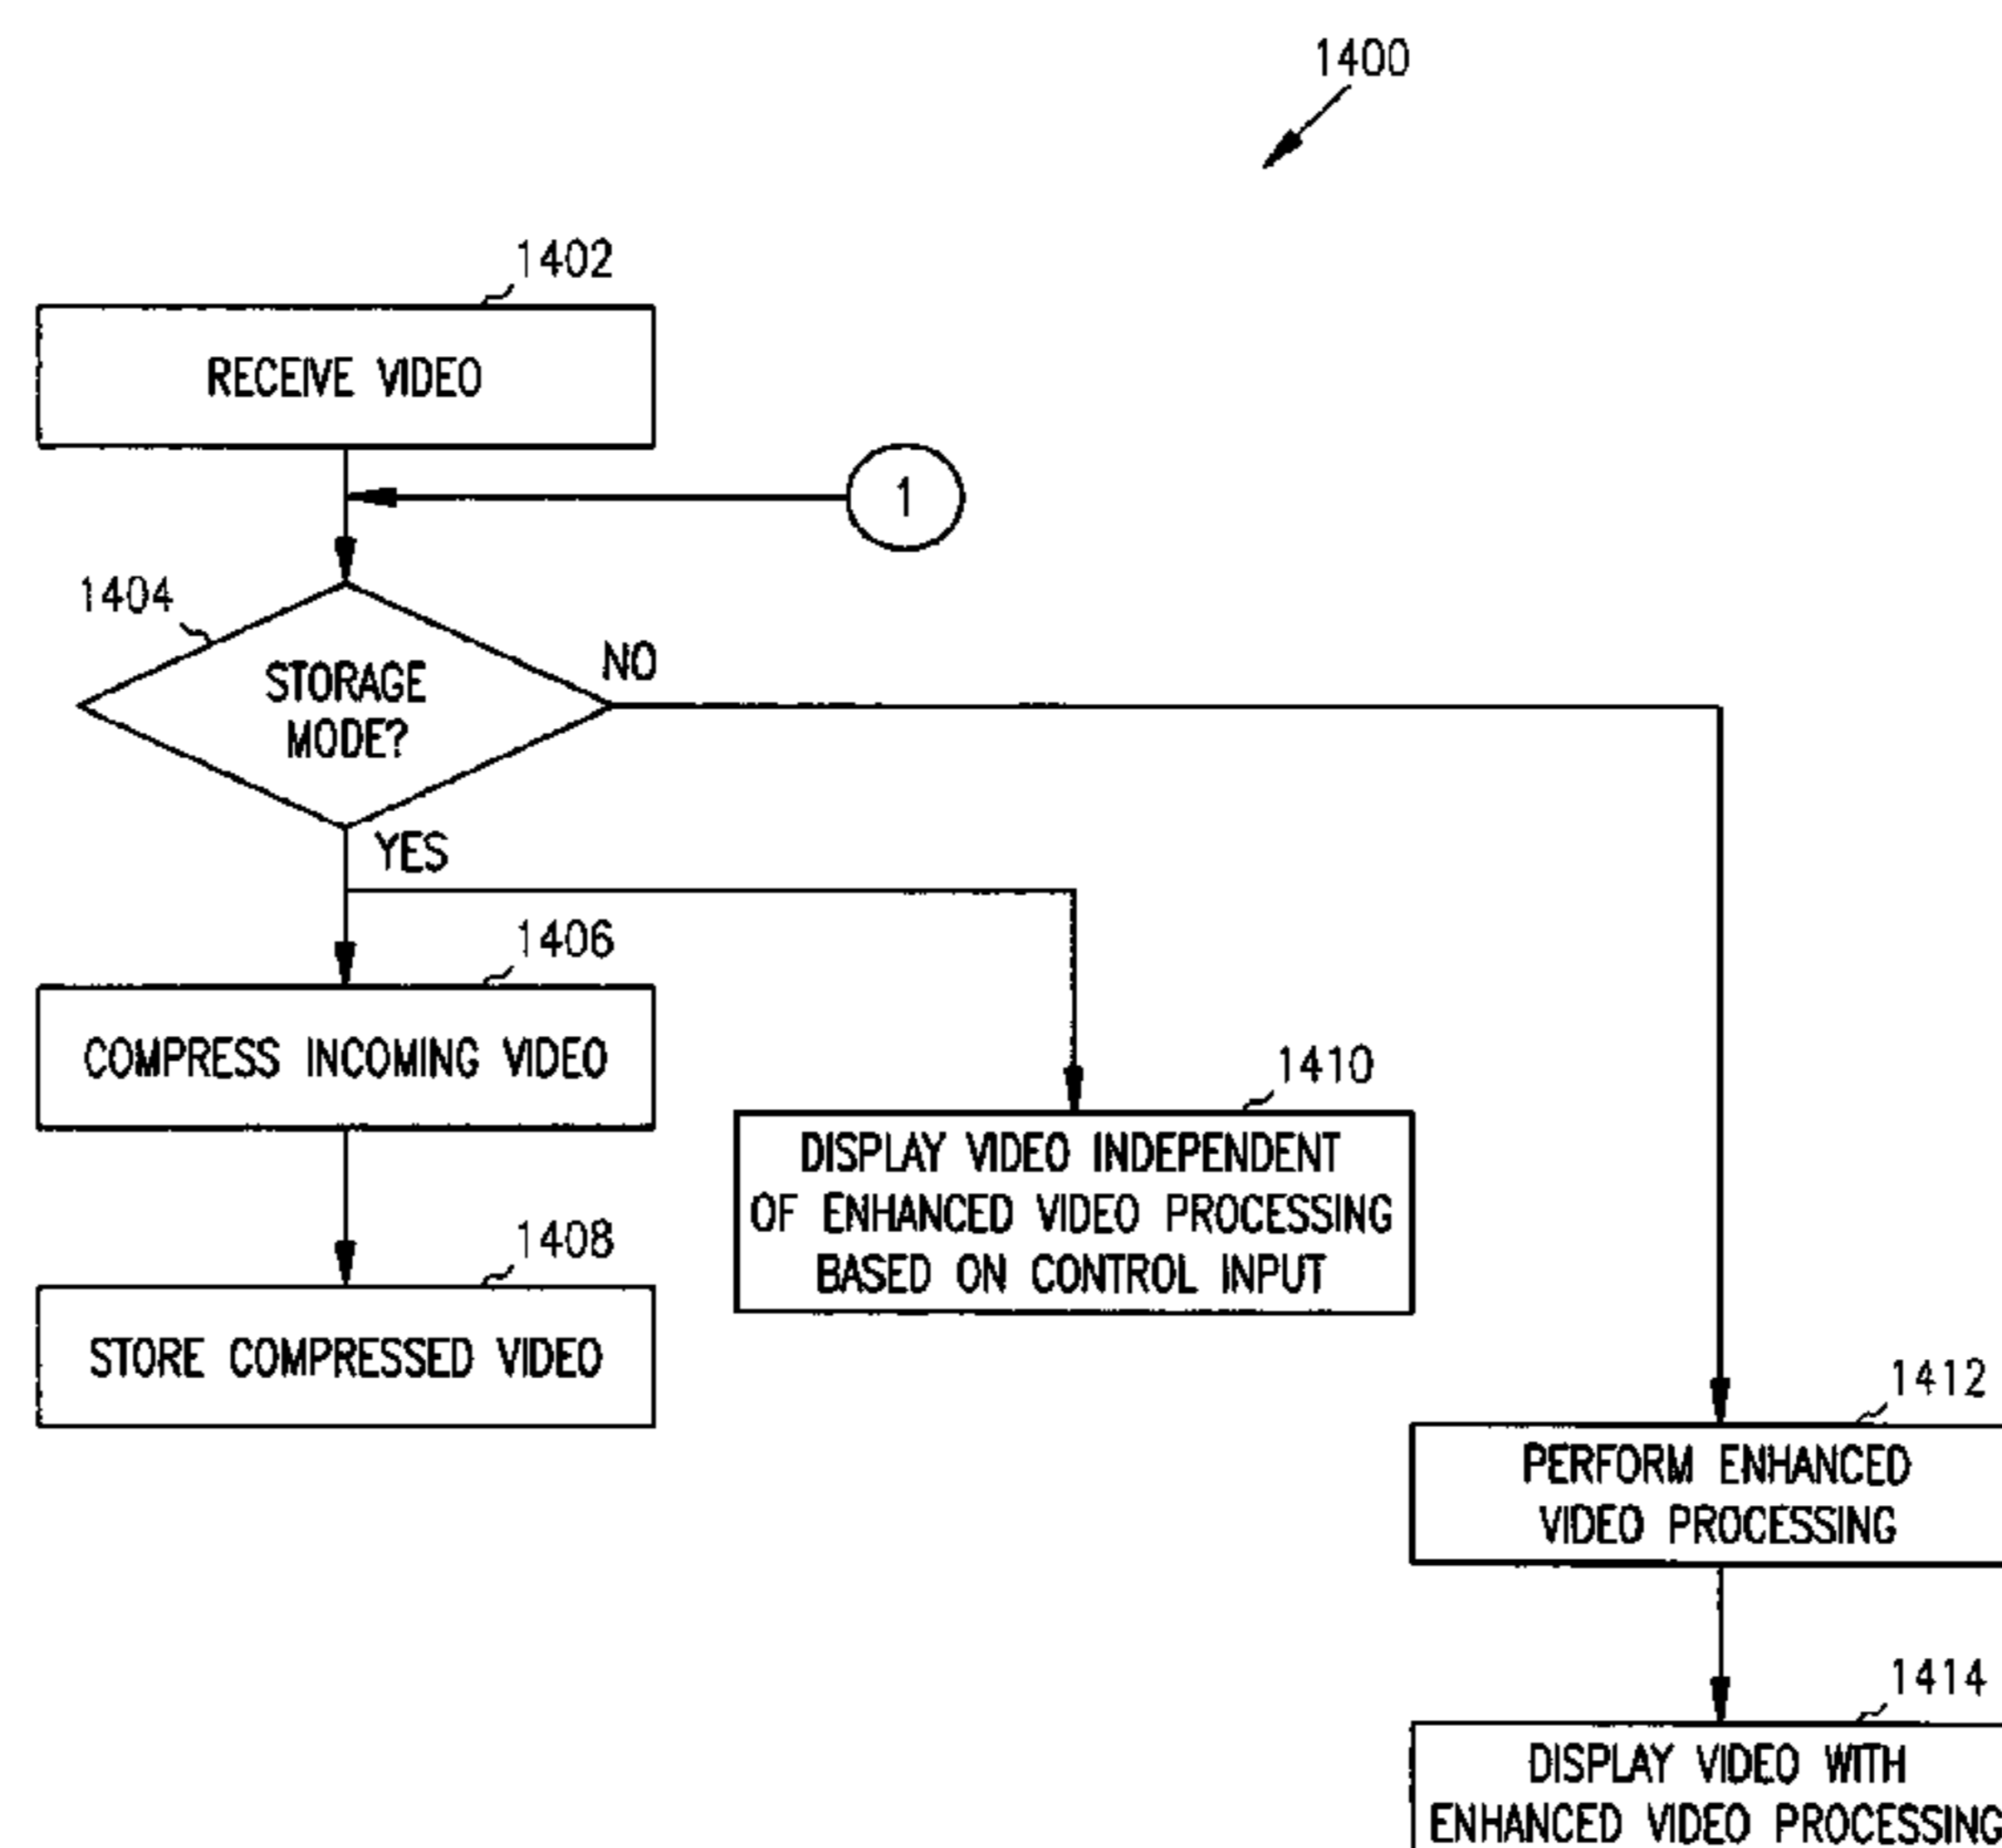 1400
1402
RECEIVE VIDEO
1
1404
STORAGE
MODE?
NO
YES
1406
COMPRESS INCOMING VIDEO
1410
DISPLAY VIDEO INDEPENDENT
OF ENHANCED VIDEO PROCESSING
BASED ON CONTROL INPUT
1408
STORE COMPRESSED VIDEO
1412
PERFORM ENHANCED
VIDEO PROCESSING
1414
DISPLAY VIDEO WITH
ENHANCED VIDEO PROCESSING